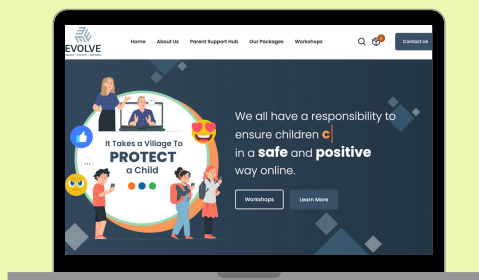 EVOLVE
Home About Us Parent Support Hub Our Packages Workshops Contact Us
It Takes a Village To
PROTECT
a Child
We all have a responsibility to
ensure children c
in a safe and positive
way online.
Workshops Learn More